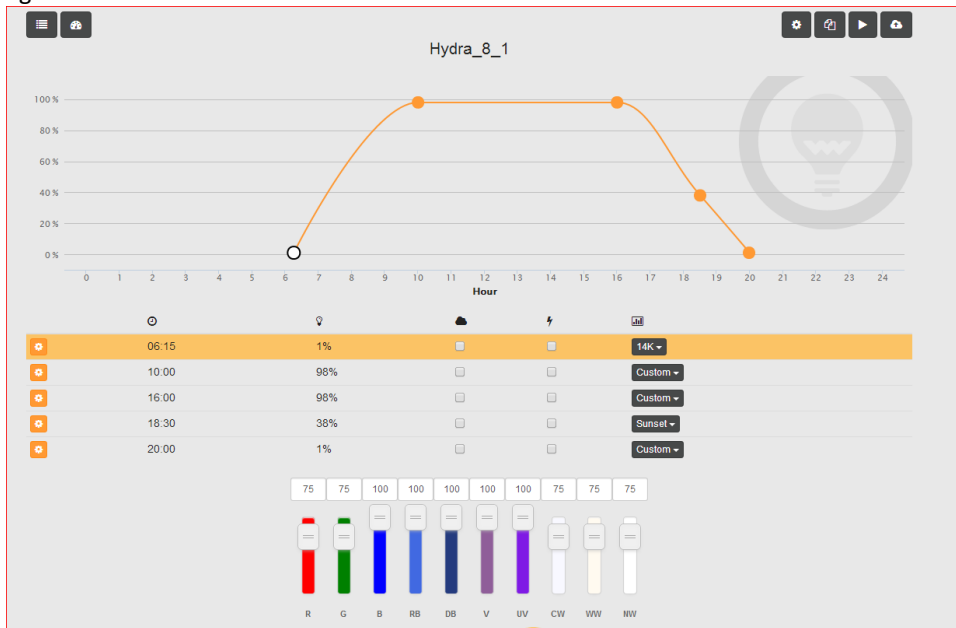 Hydra_8_1
100 %
80 %
60 %
40 %
20 %
0 %
0 1 2 3 4 5 6 7 8 9 10 11 12 13 14 15 16 17 18 19 20 21 22 23 24
Hour
06:15 1% 14K
10:00 98% Custom
16:00 98% Custom
18:30 38% Sunset
20:00 1% Custom
75 75 100 100 100 100 100 75 75 75
R G B RB DB V UV CW WW NW